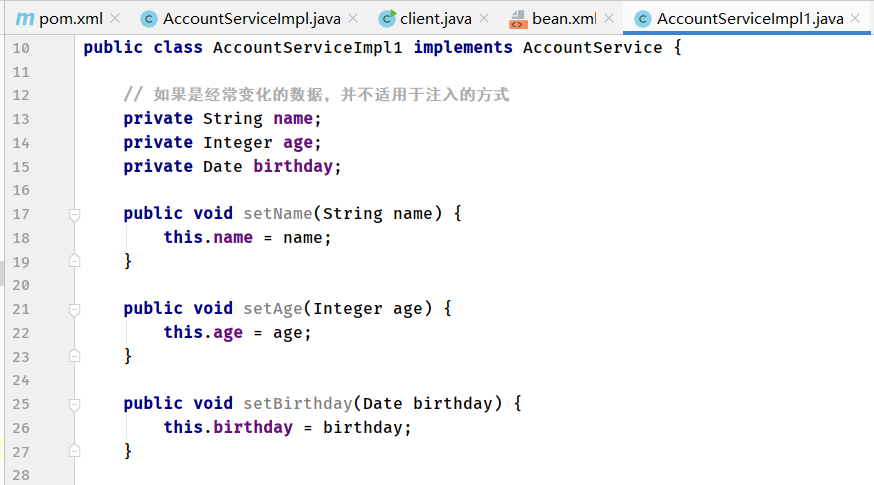 pom.xml AccountServiceImpl.java client.java bean.xml AccountServiceImpl1.java
10 public class AccountServiceImpl1 implements AccountService {
11
12 // 如果是经常变化的数据，并不适用于注入的方式
13 private String name;
14 private Integer age;
15 private Date birthday;
16
17 public void setName(String name) {
18 this.name = name;
19 }
20
21 public void setAge(Integer age) {
22 this.age = age;
23 }
24
25 public void setBirthday(Date birthday) {
26 this.birthday = birthday;
27 }
28